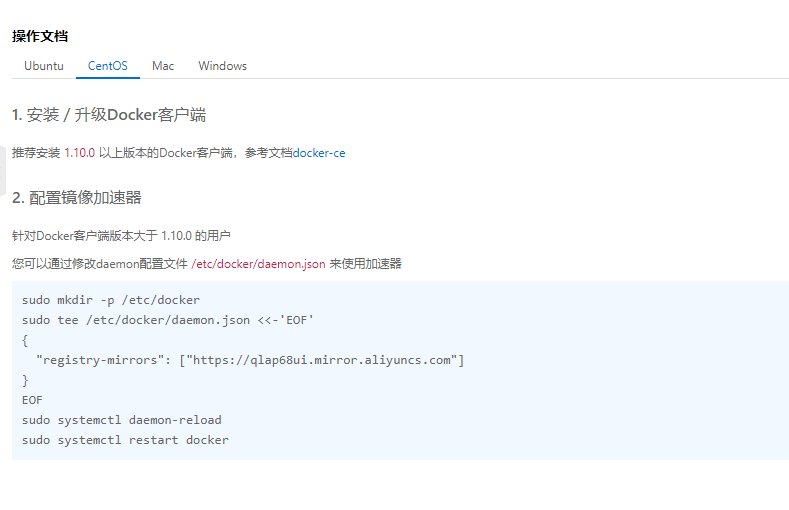 操作文档
Ubuntu CentOS Mac Windows
1. 安装 / 升级Docker客户端
推荐安装 1.10.0 以上版本的Docker客户端，参考文档docker-ce
2. 配置镜像加速器
针对Docker客户端版本大于 1.10.0 的用户
您可以通过修改daemon配置文件 /etc/docker/daemon.json 来使用加速器
sudo mkdir -p /etc/docker
sudo tee /etc/docker/daemon.json <<-'EOF'
{
  "registry-mirrors": ["https://qlap68ui.mirror.aliyuncs.com"]
}
EOF
sudo systemctl daemon-reload
sudo systemctl restart docker